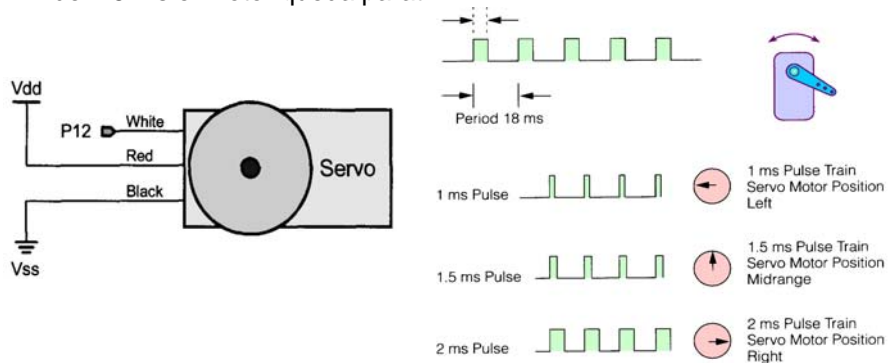 Vdd
P12
White
Red
Servo
Black
Vss
Period 18 ms
1 ms Pulse
1 ms Pulse Train
Servo Motor Position
Left
1.5 ms Pulse
1.5 ms Pulse Train
Servo Motor Position
Midrange
2 ms Pulse
2 ms Pulse Train
Servo Motor Position
Right